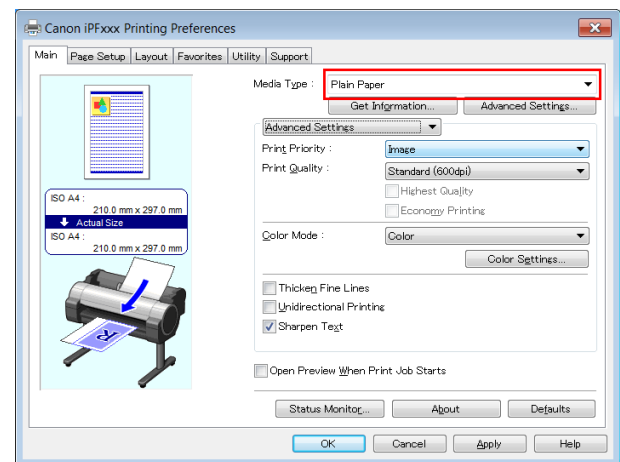 Canon iPFxxx Printing Preferences
Main Page Setup Layout Favorites Utility Support
Media Type : Plain Paper
Get Information... Advanced Settings...
Advanced Settings
Print Priority : Image
Print Quality : Standard (600dpi)
Highest Quality
Economy Printing
ISO A4 :
210.0 mm x 297.0 mm
Actual Size
ISO A4 :
210.0 mm x 297.0 mm
Color Mode : Color
Color Settings...
Thicken Fine Lines
Unidirectional Printing
Sharpen Text
Open Preview When Print Job Starts
Status Monitor... About Defaults
OK Cancel Apply Help